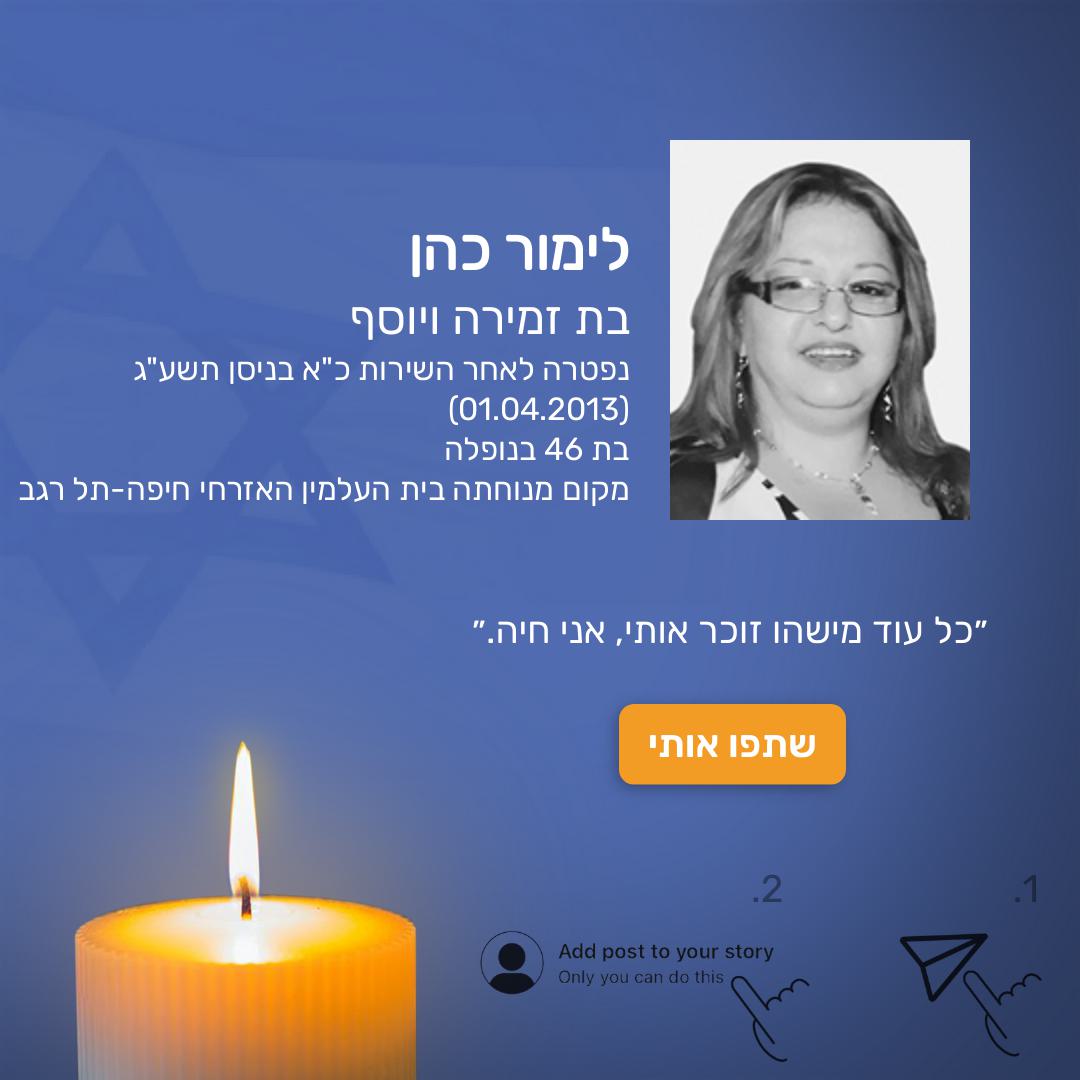 לימור כהן
בת זמירה ויוסף
נפטרה לאחר השירות כ"א בניסן תשע"ג
(01.04.2013)
בת 46 בנופלה
מקום מנוחתה בית העלמין האזרחי חיפה-תל רגב
״כל עוד מישהו זוכר אותי, אני חיה.״
שתפו אותי
1.
2.
Add post to your story
Only you can do this